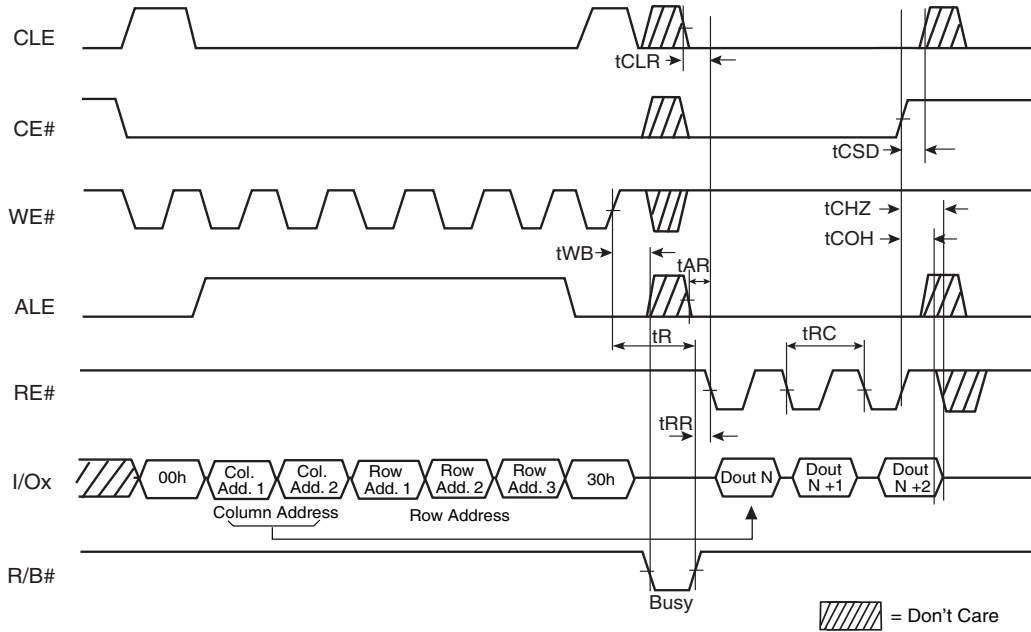 CLE
tCLR
CE#
tCSD
WE#
tCHZ
tCOH
tWB
tAR
ALE
tR
tRC
RE#
tRR
I/Ox
00h
Col.
Add. 1
Col.
Add. 2
Row
Add. 1
Row
Add. 2
Row
Add. 3
30h
Dout N
Dout
N +1
Dout
N +2
Column Address
Row Address
R/B#
Busy
= Don't Care